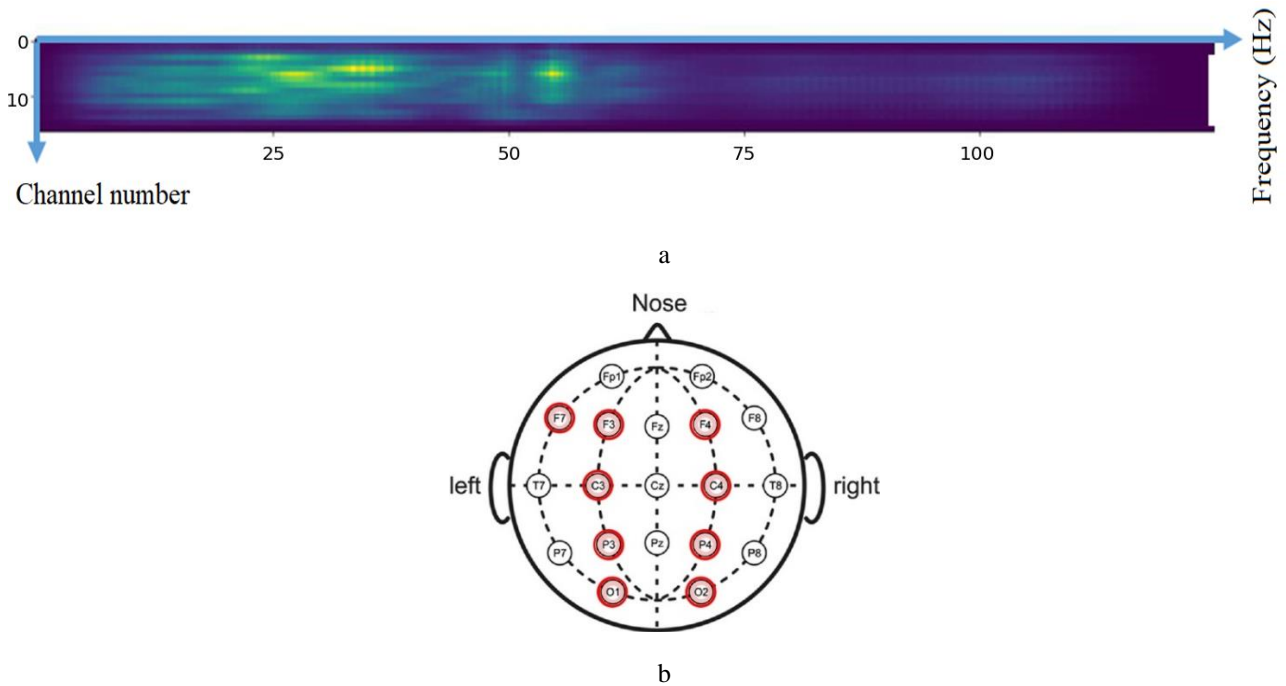 0
10
25 50 75 100
Frequency (Hz)
Channel number
a
Nose
Fp1 Fp2
F7 F3 Fz F4 F8
left T7 C3 Cz C4 T8 right
P7 P3 Pz P4 P8
O1 O2
b